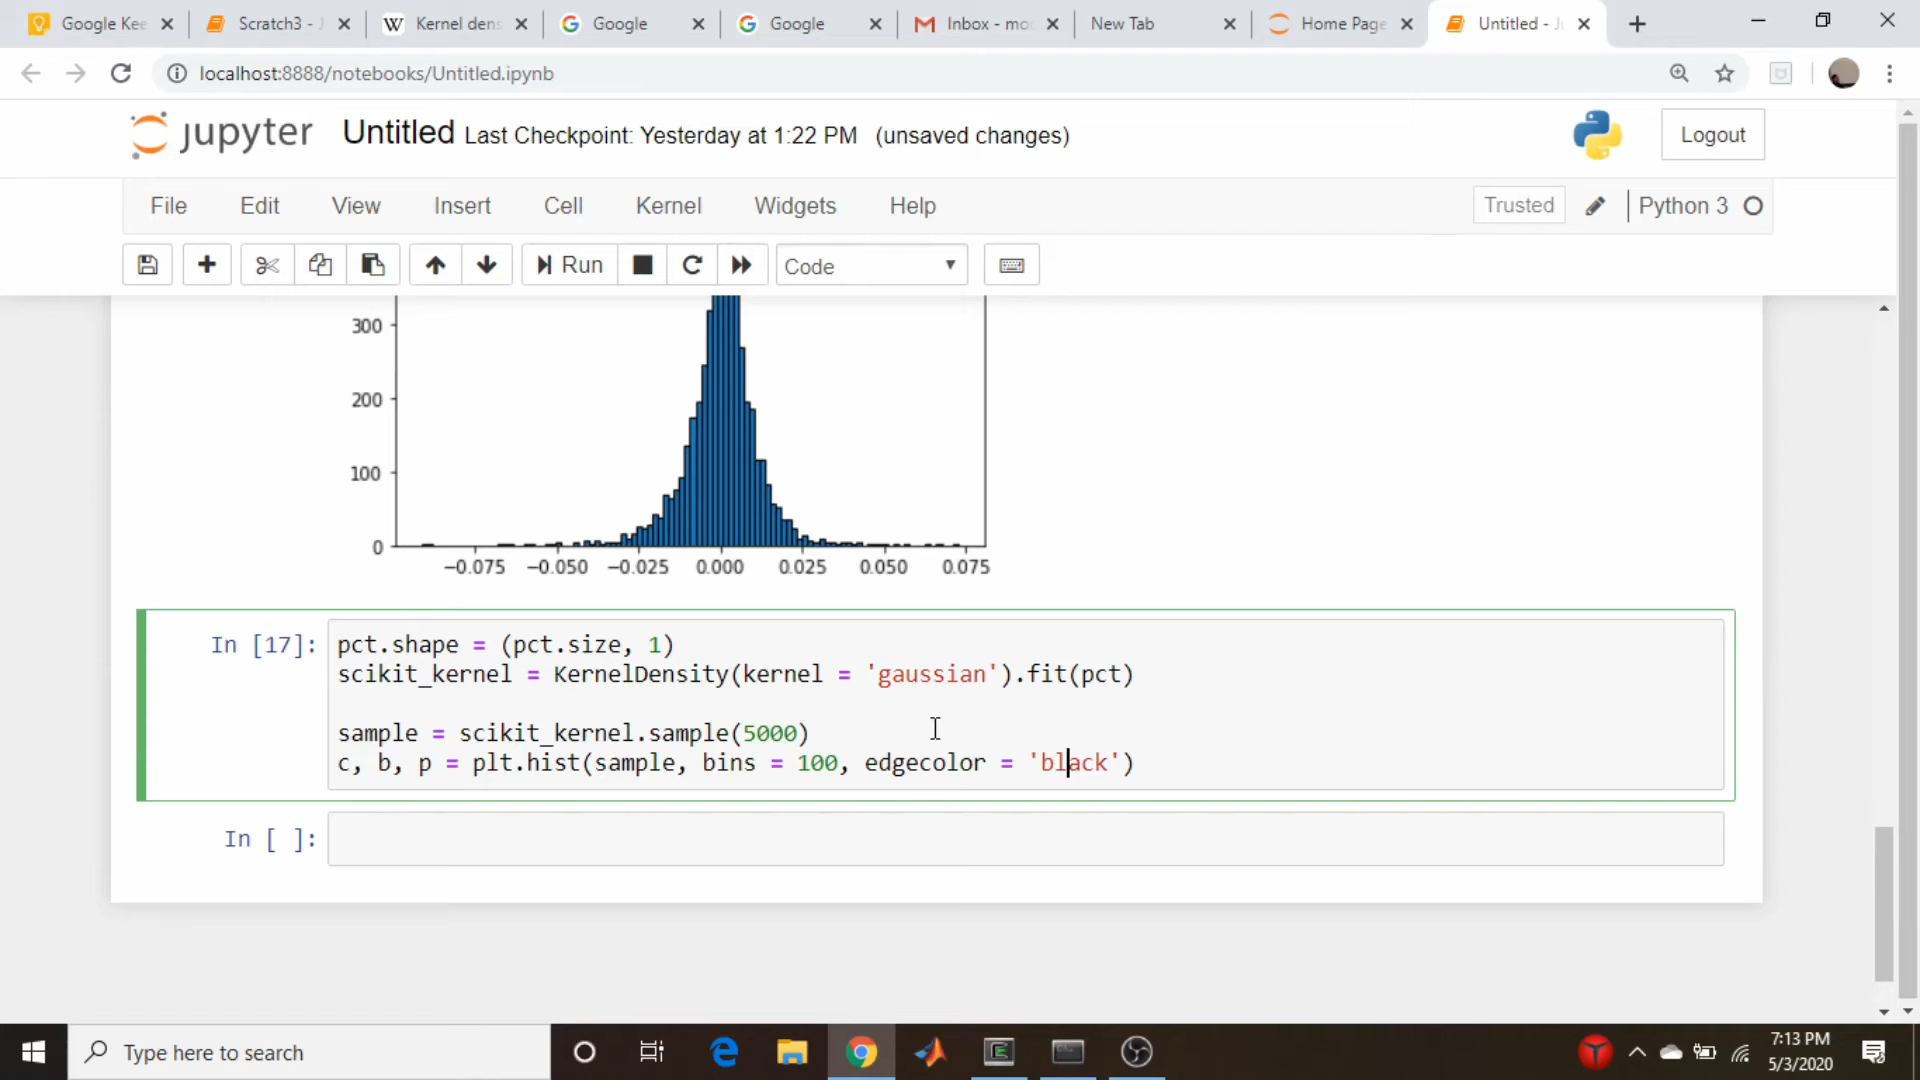 Google Kee
Scratch3 - J
Kernel dens
Google
Google
Inbox - moo
New Tab
Home Page
Untitled - Ju
localhost:8888/notebooks/Untitled.ipynb
jupyter Untitled Last Checkpoint: Yesterday at 1:22 PM (unsaved changes)
Logout
File Edit View Insert Cell Kernel Widgets Help
Trusted
Python 3
Run
Code
300
200
100
0
−0.075 −0.050 −0.025 0.000 0.025 0.050 0.075
In [17]:
pct.shape = (pct.size, 1)
scikit_kernel = KernelDensity(kernel = 'gaussian').fit(pct)
sample = scikit_kernel.sample(5000)
c, b, p = plt.hist(sample, bins = 100, edgecolor = 'black')
In [ ]:
Type here to search
7:13 PM
5/3/2020